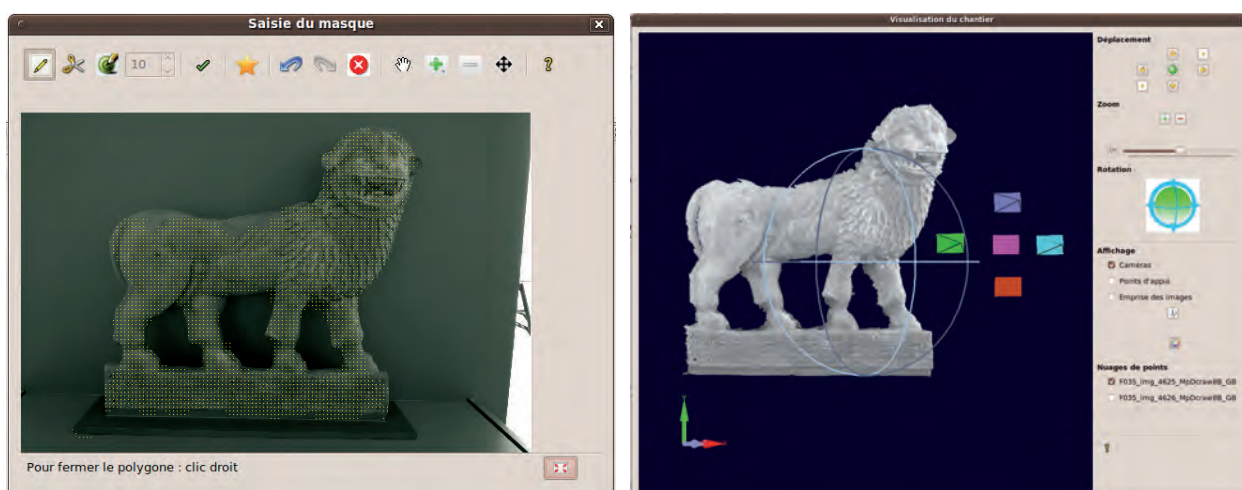 Saisie du masque
10
Pour fermer le polygone : clic droit
Visualisation du chantier
Déplacement
Zoom
Rotation
Affichage
Caméras
Points d'appui
Emprise des images
Nuages de points
F035_Img_4625_MpDcraw8B_GB
F035_Img_4626_MpDcraw8B_GB